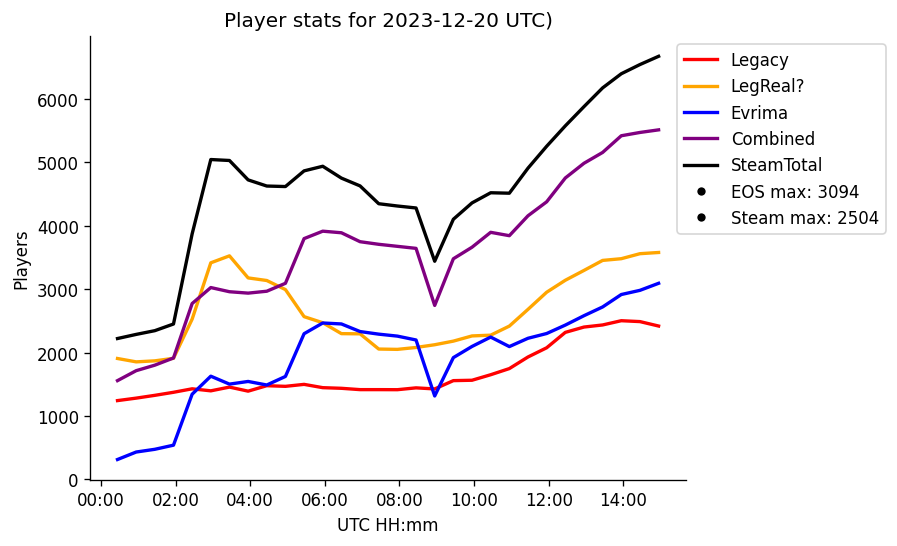 Player stats for 2023-12-20 UTC)
Legacy
LegReal?
Evrima
Combined
SteamTotal
EOS max: 3094
Steam max: 2504
Players
6000
5000
4000
3000
2000
1000
0
00:00 02:00 04:00 06:00 08:00 10:00 12:00 14:00
UTC HH:mm